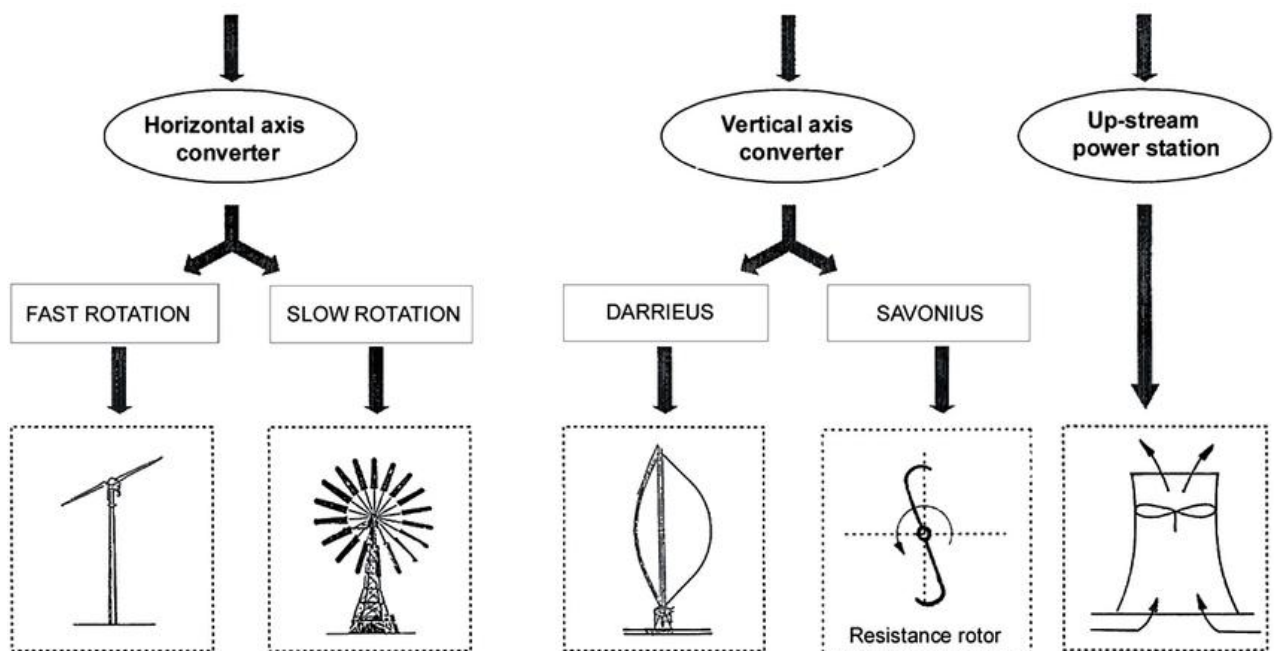 Horizontal axis
converter
Vertical axis
converter
Up-stream
power station
FAST ROTATION
SLOW ROTATION
DARRIEUS
SAVONIUS
Resistance rotor